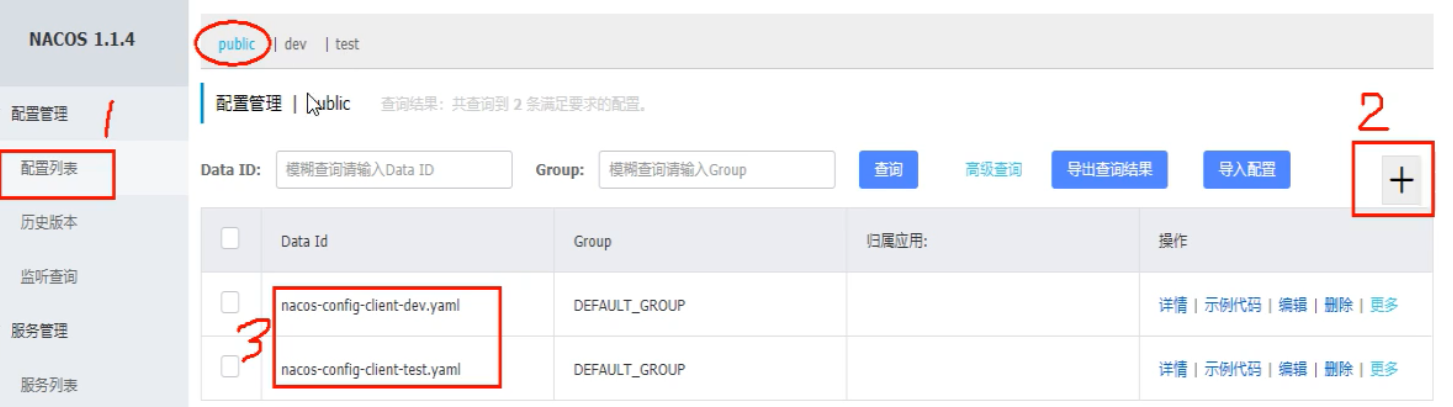 NACOS 1.1.4
public | dev | test
配置管理
1
配置列表
历史版本
监听查询
服务管理
服务列表
配置管理 | public 查询结果：共查询到 2 条满足要求的配置。
2
Data ID: 模糊查询请输入Data ID Group: 模糊查询请输入Group 查询 高级查询 导出查询结果 导入配置 +
Data Id Group 归属应用: 操作
nacos-config-client-dev.yaml DEFAULT_GROUP 详情 | 示例代码 | 编辑 | 删除 | 更多
3
nacos-config-client-test.yaml DEFAULT_GROUP 详情 | 示例代码 | 编辑 | 删除 | 更多